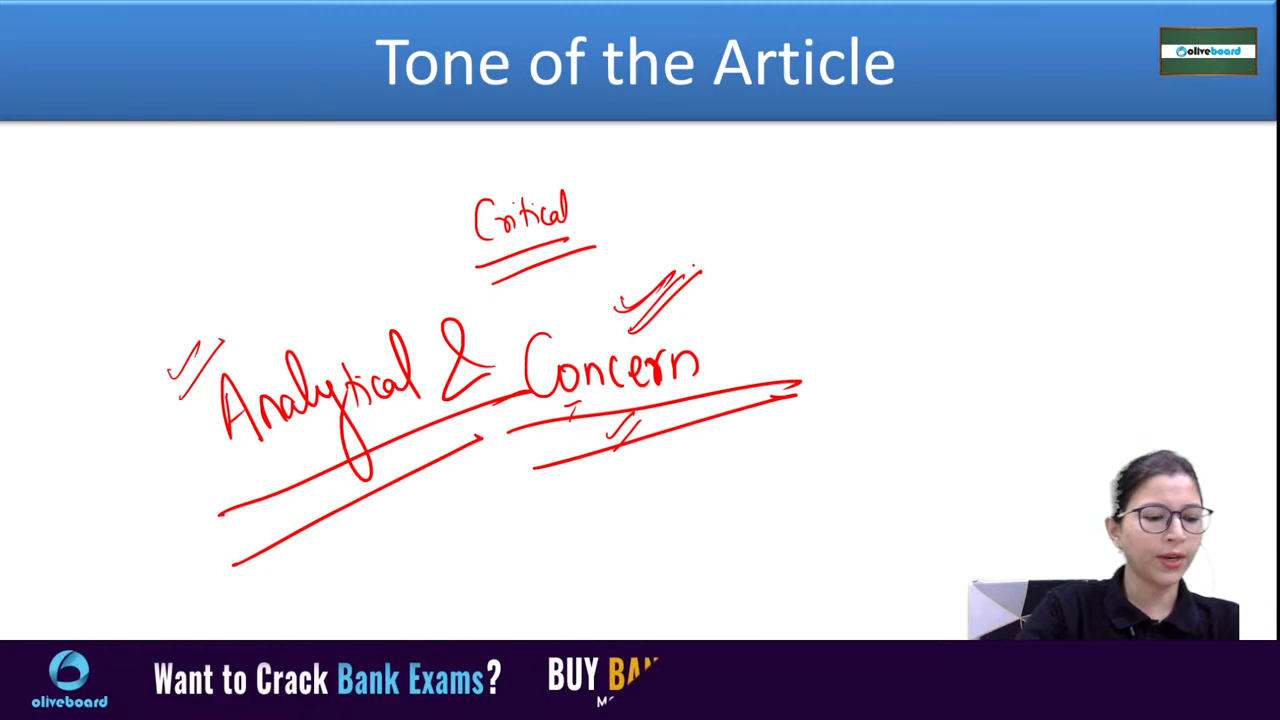 Tone of the Article
oliveboard
Critical
Analytical & Concern
oliveboard
Want to Crack Bank Exams?
BUY